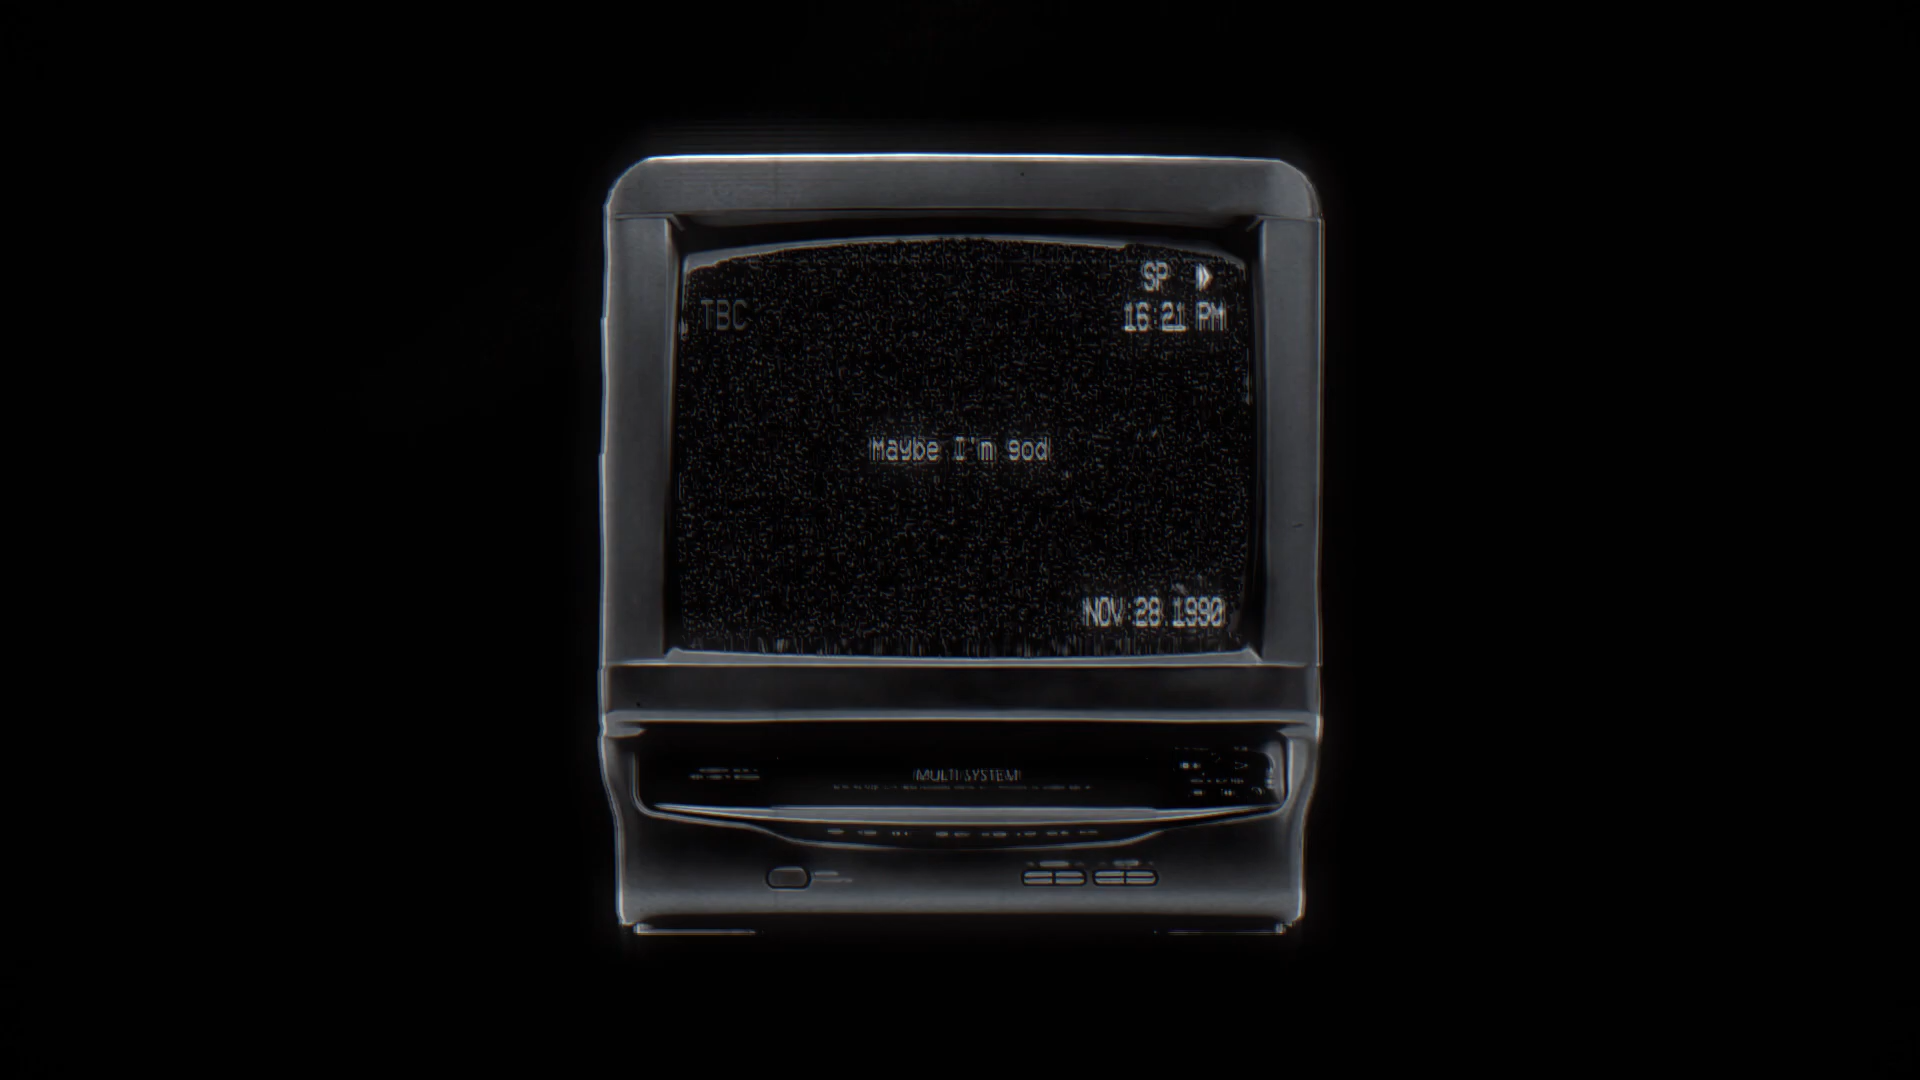 SP
TBC
16:21 PM
Maybe I'm god
NOV.28.1990
MULTI SYSTEM